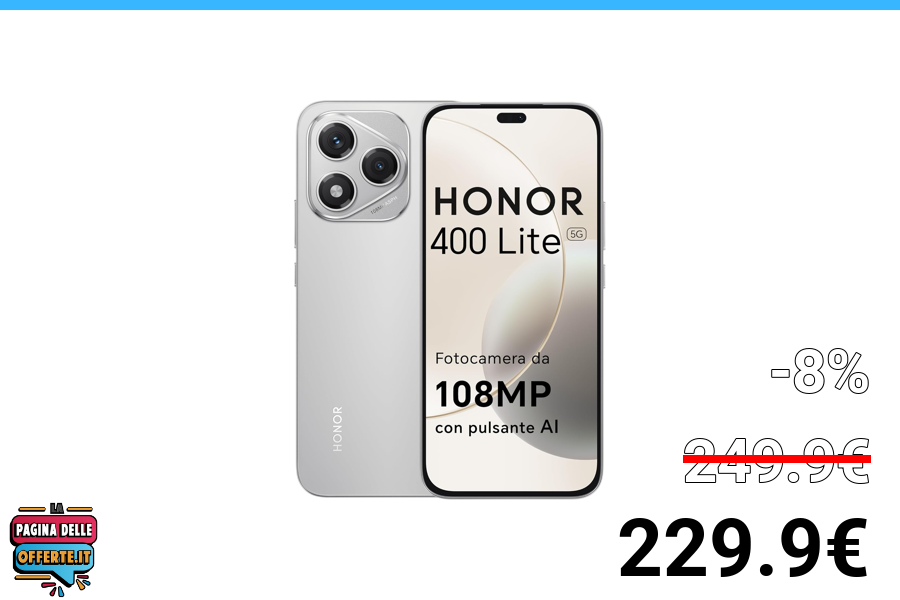 HONOR
400 Lite 5G
Fotocamera da
108MP
con pulsante AI
HONOR
-8%
249.9€
229.9€
LA
PAGINA DELLE
OFFERTE.IT